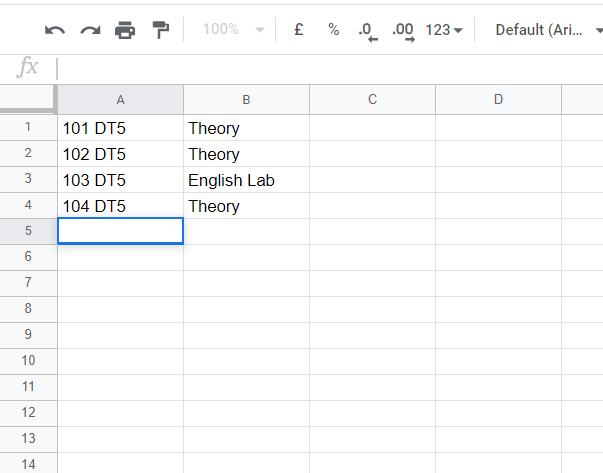 100% £ % .0 .00 123 Default (Ari...
fx
A B C D
1 101 DT5 Theory
2 102 DT5 Theory
3 103 DT5 English Lab
4 104 DT5 Theory
5
6
7
8
9
10
11
12
13
14